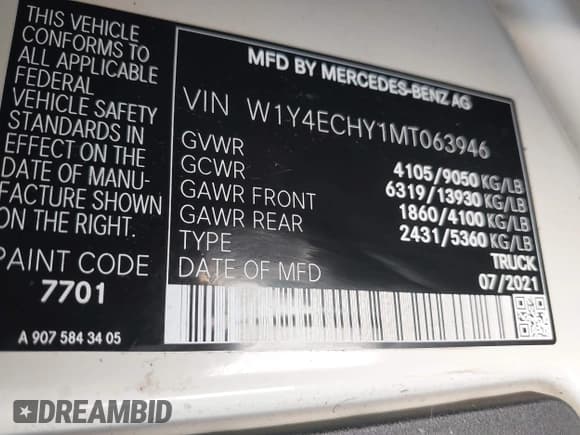 THIS VEHICLE
CONFORMS TO
ALL APPLICABLE
FEDERAL
VEHICLE SAFETY
STANDARDS IN
EFFECT ON THE
DATE OF MANU-
FACTURE SHOWN
ON THIS
CERTIFICATION.
PAINT CODE
7701
A 907 584 34 05
MFD BY MERCEDES-BENZ AG
VIN W1Y4ECHY1MT063946
GVWR 4105/9050 KG/LB
GCWR 6319/13930 KG/LB
GAWR FRONT 1860/4100 KG/LB
GAWR REAR 2431/5360 KG/LB
TYPE TRUCK
DATE OF MFD 07/2021
DREAMBID